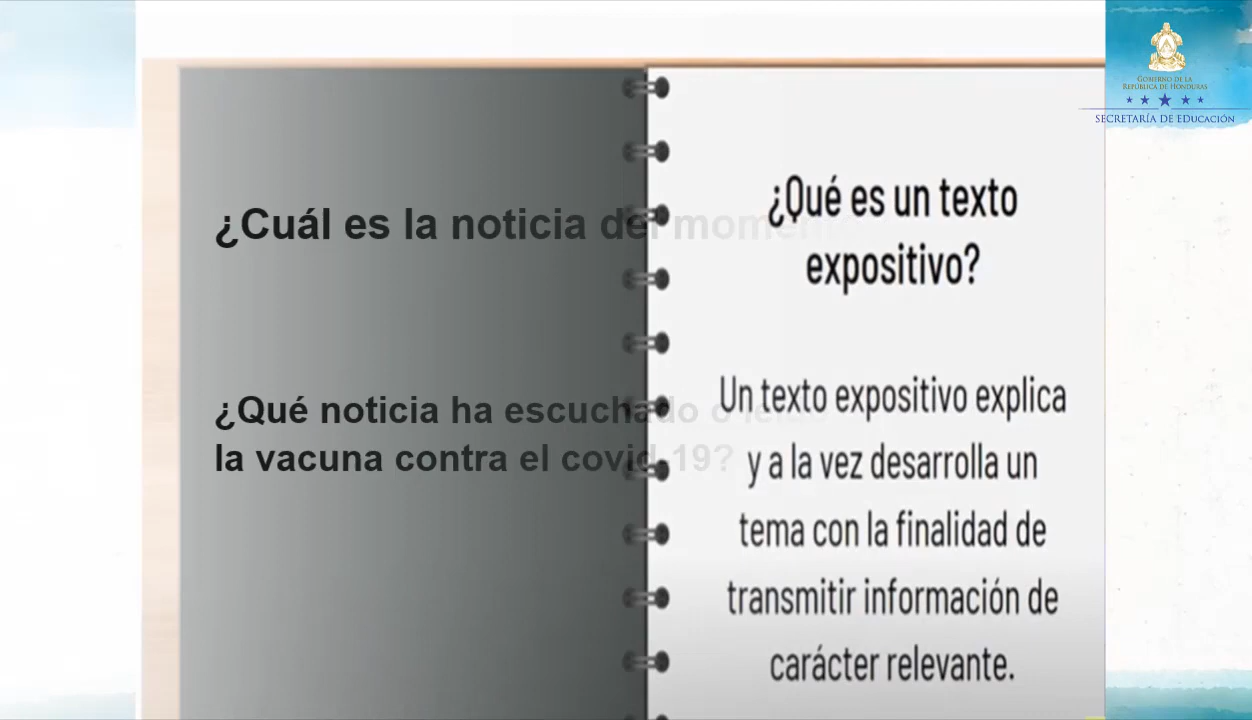 GOBIERNO DE LA
REPÚBLICA DE HONDURAS
SECRETARÍA DE EDUCACIÓN
¿Cuál es la noticia del
¿Qué noticia ha escuchado o
la vacuna contra el covid-19?
¿Qué es un texto
expositivo?
Un texto expositivo explica
y a la vez desarrolla un
tema con la finalidad de
transmitir información de
carácter relevante.